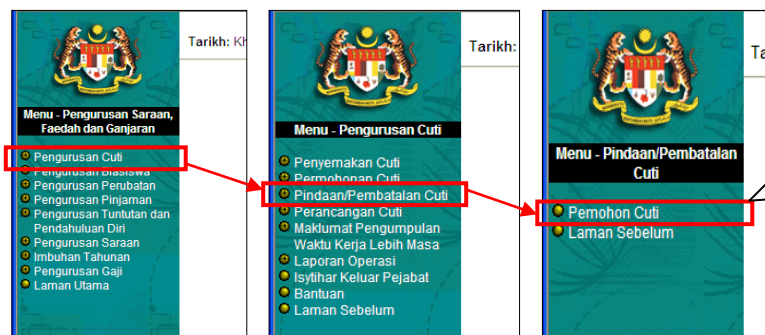 Tarikh: Kh
Menu - Pengurusan Saraan,
Faedah dan Ganjaran
Pengurusan Cuti
Pengurusan Biasiswa
Pengurusan Perubatan
Pengurusan Pinjaman
Pengurusan Tuntutan dan
Pendahuluan Diri
Pengurusan Saraan
Imbuhan Tahunan
Pengurusan Gaji
Laman Utama
Tarikh:
Menu - Pengurusan Cuti
Penyemakan Cuti
Permohonan Cuti
Pindaan/Pembatalan Cuti
Perancangan Cuti
Maklumat Pengumpulan
Waktu Kerja Lebih Masa
Laporan Operasi
Isytihar Keluar Pejabat
Bantuan
Laman Sebelum
Ta
Menu - Pindaan/Pembatalan
Cuti
Pemohon Cuti
Laman Sebelum